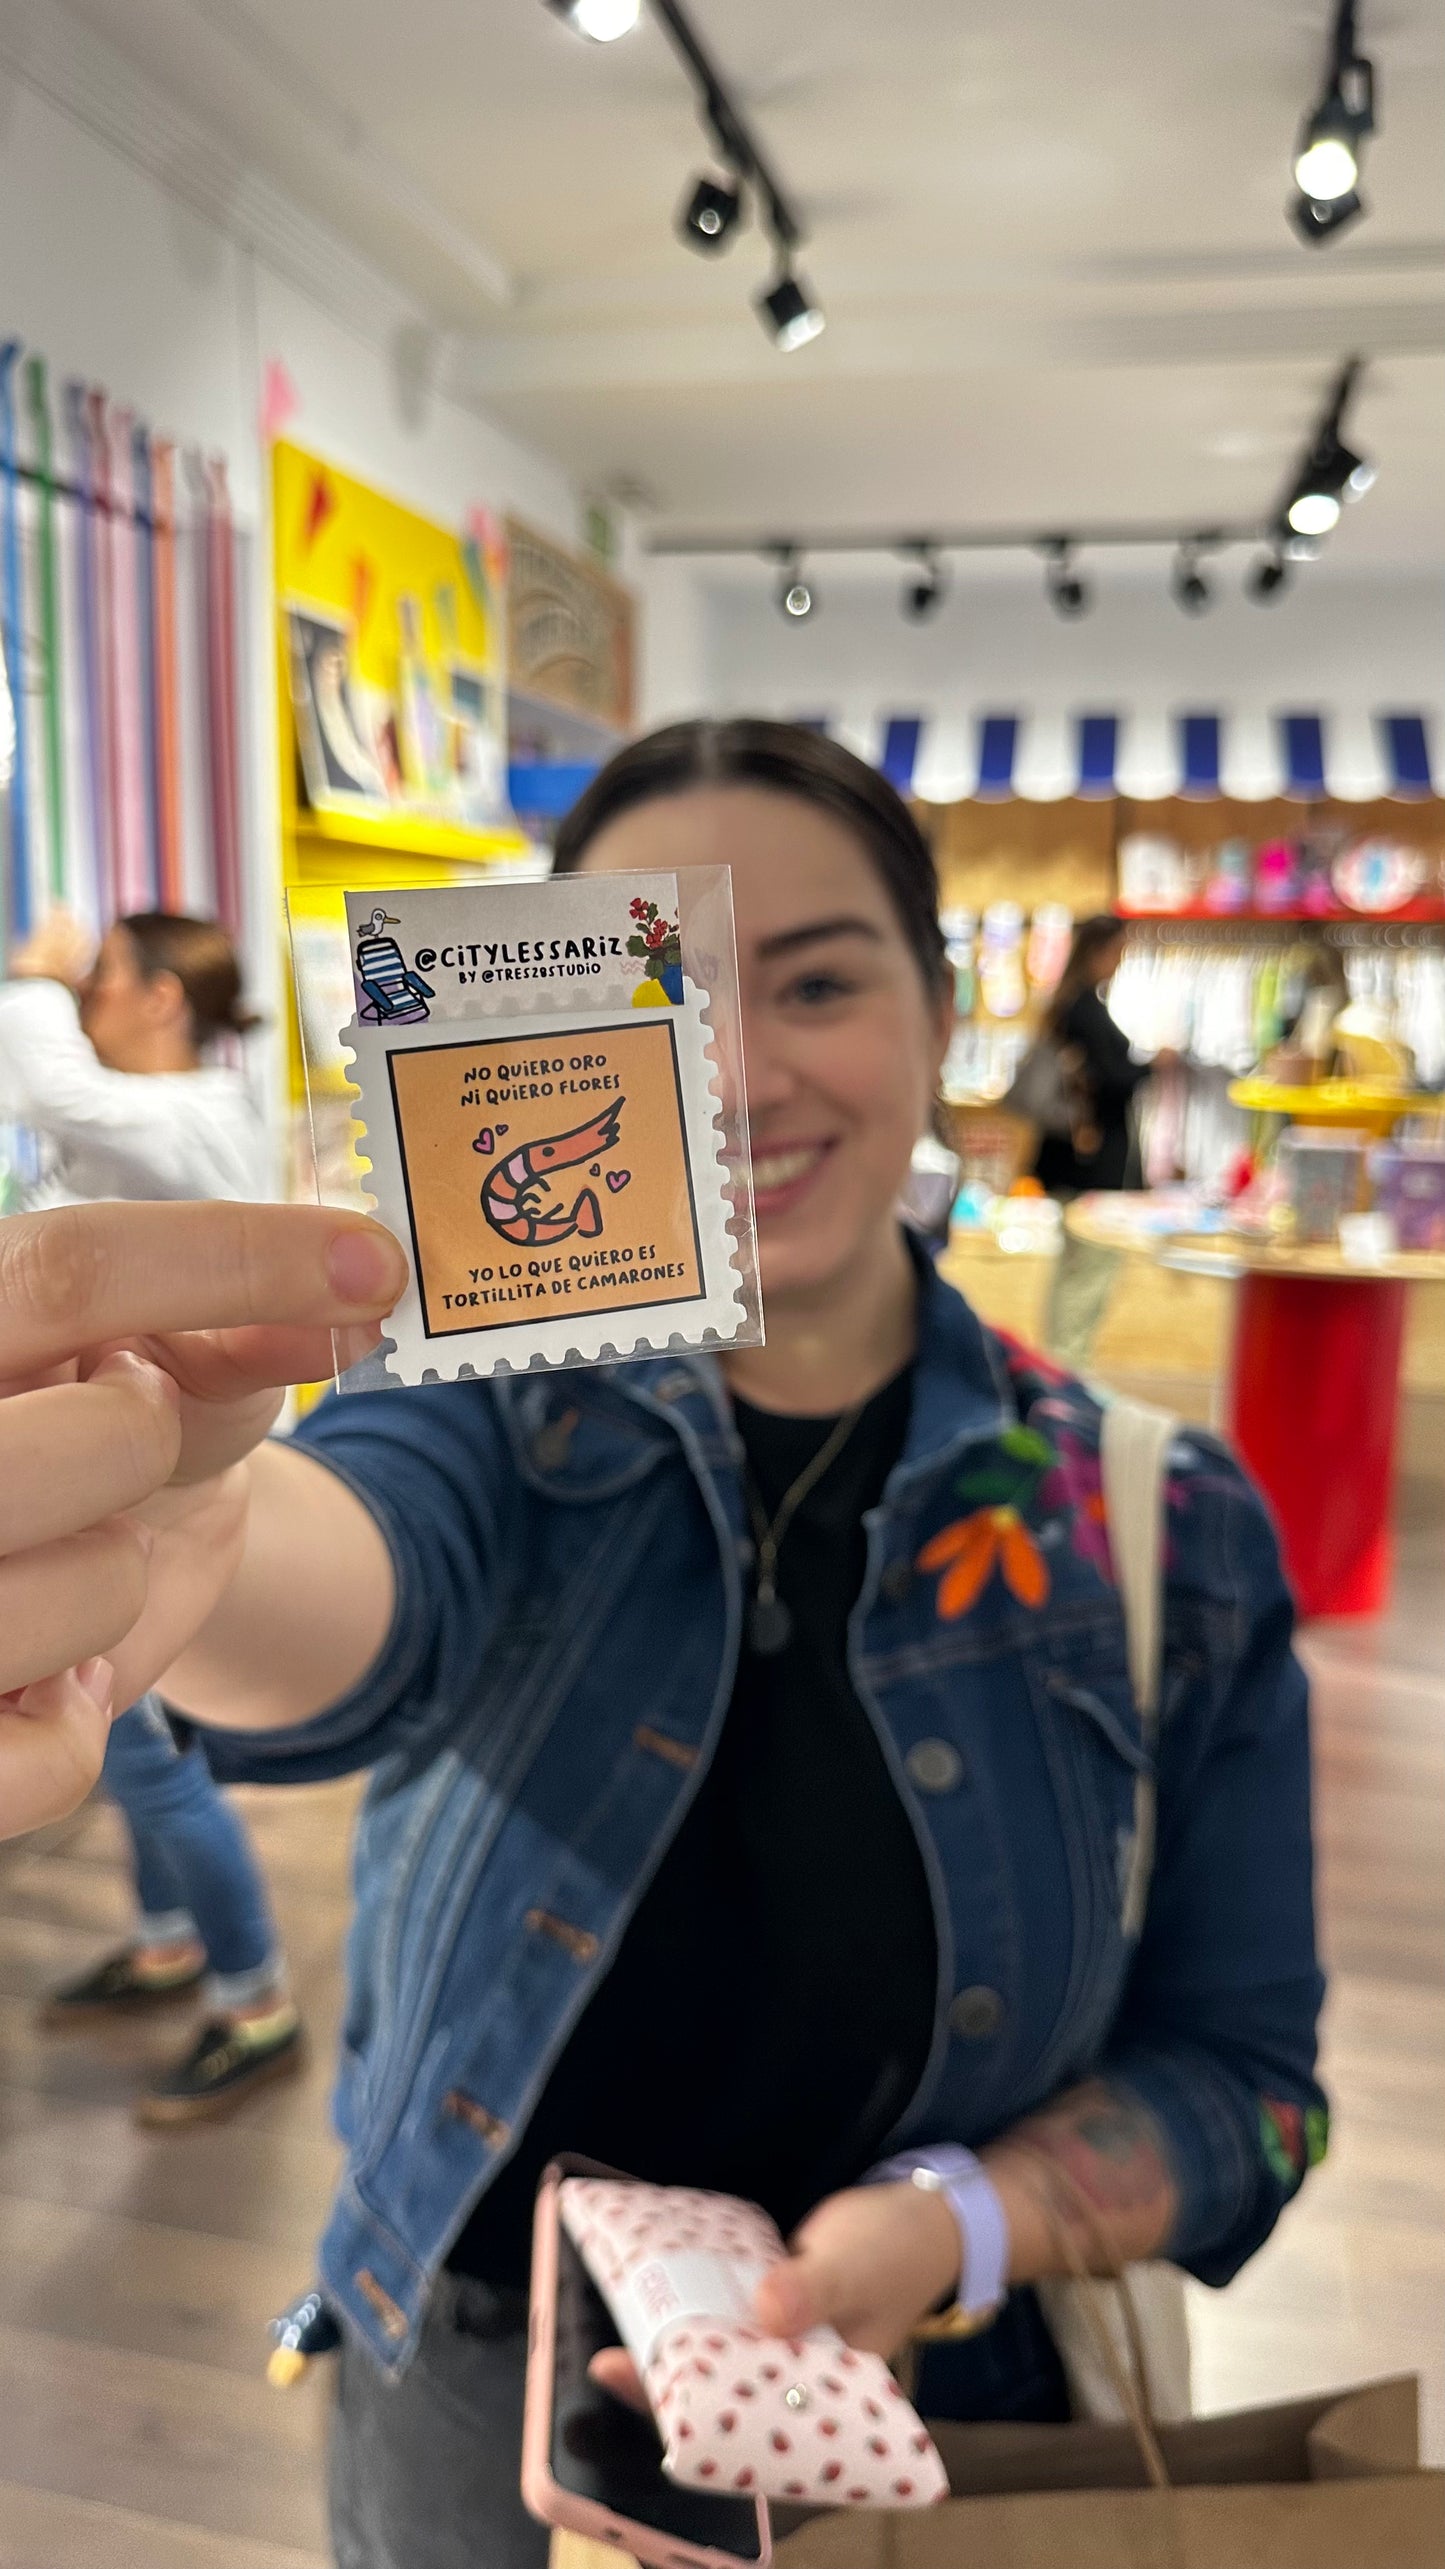 @CiTYLESSARiZ
BY @TRES28STUDiO
NO QUiERO ORO
Ni QUiERO FLORES
YO LO QUE QUiERO ES
TORTiLLiTA DE CAMARONES